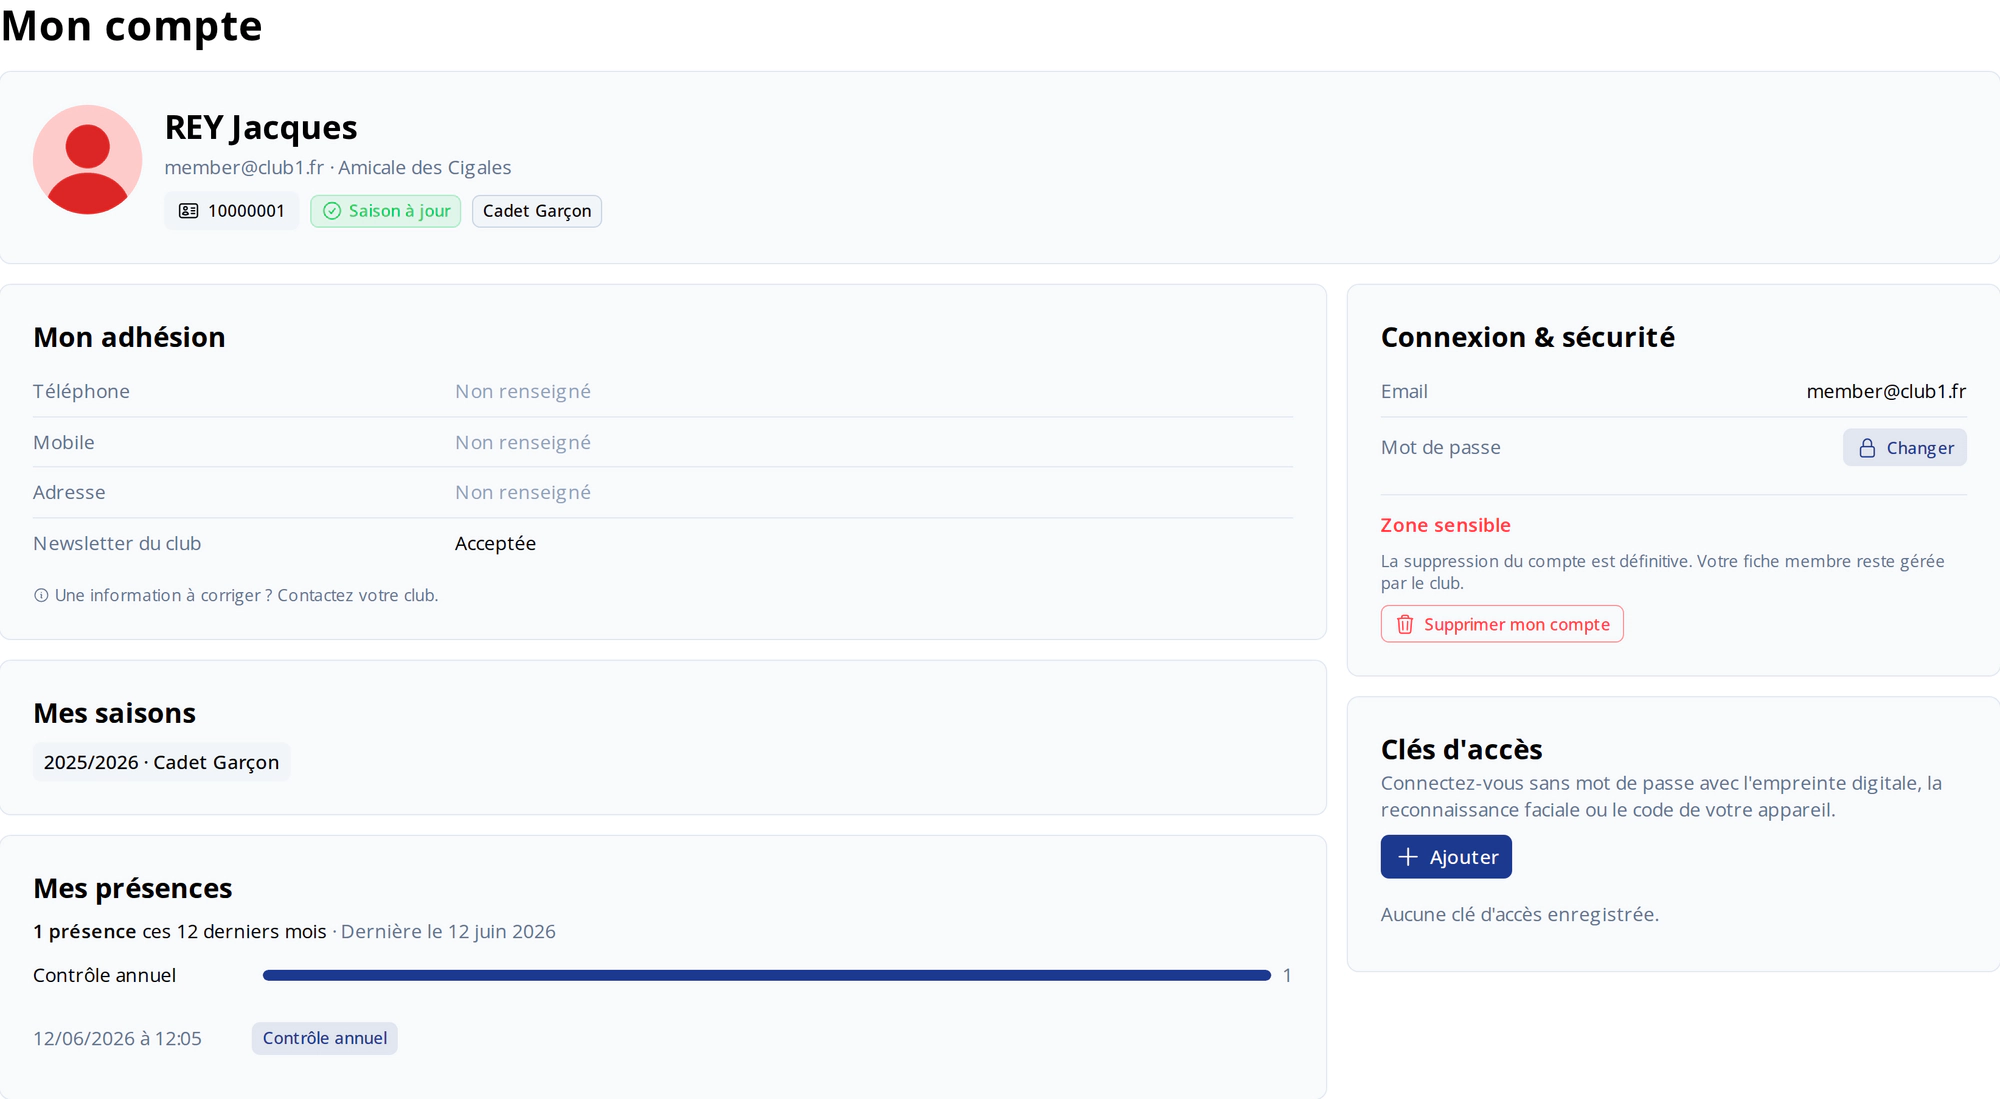 Mon compte
REY Jacques
member@club1.fr · Amicale des Cigales
10000001
Saison à jour
Cadet Garçon
Mon adhésion
Téléphone
Non renseigné
Mobile
Non renseigné
Adresse
Non renseigné
Newsletter du club
Acceptée
Une information à corriger ? Contactez votre club.
Mes saisons
2025/2026 · Cadet Garçon
Mes présences
1 présence ces 12 derniers mois · Dernière le 12 juin 2026
Contrôle annuel
1
12/06/2026 à 12:05
Contrôle annuel
Connexion & sécurité
Email
member@club1.fr
Mot de passe
Changer
Zone sensible
La suppression du compte est définitive. Votre fiche membre reste gérée
par le club.
Supprimer mon compte
Clés d'accès
Connectez-vous sans mot de passe avec l'empreinte digitale, la
reconnaissance faciale ou le code de votre appareil.
Ajouter
Aucune clé d'accès enregistrée.